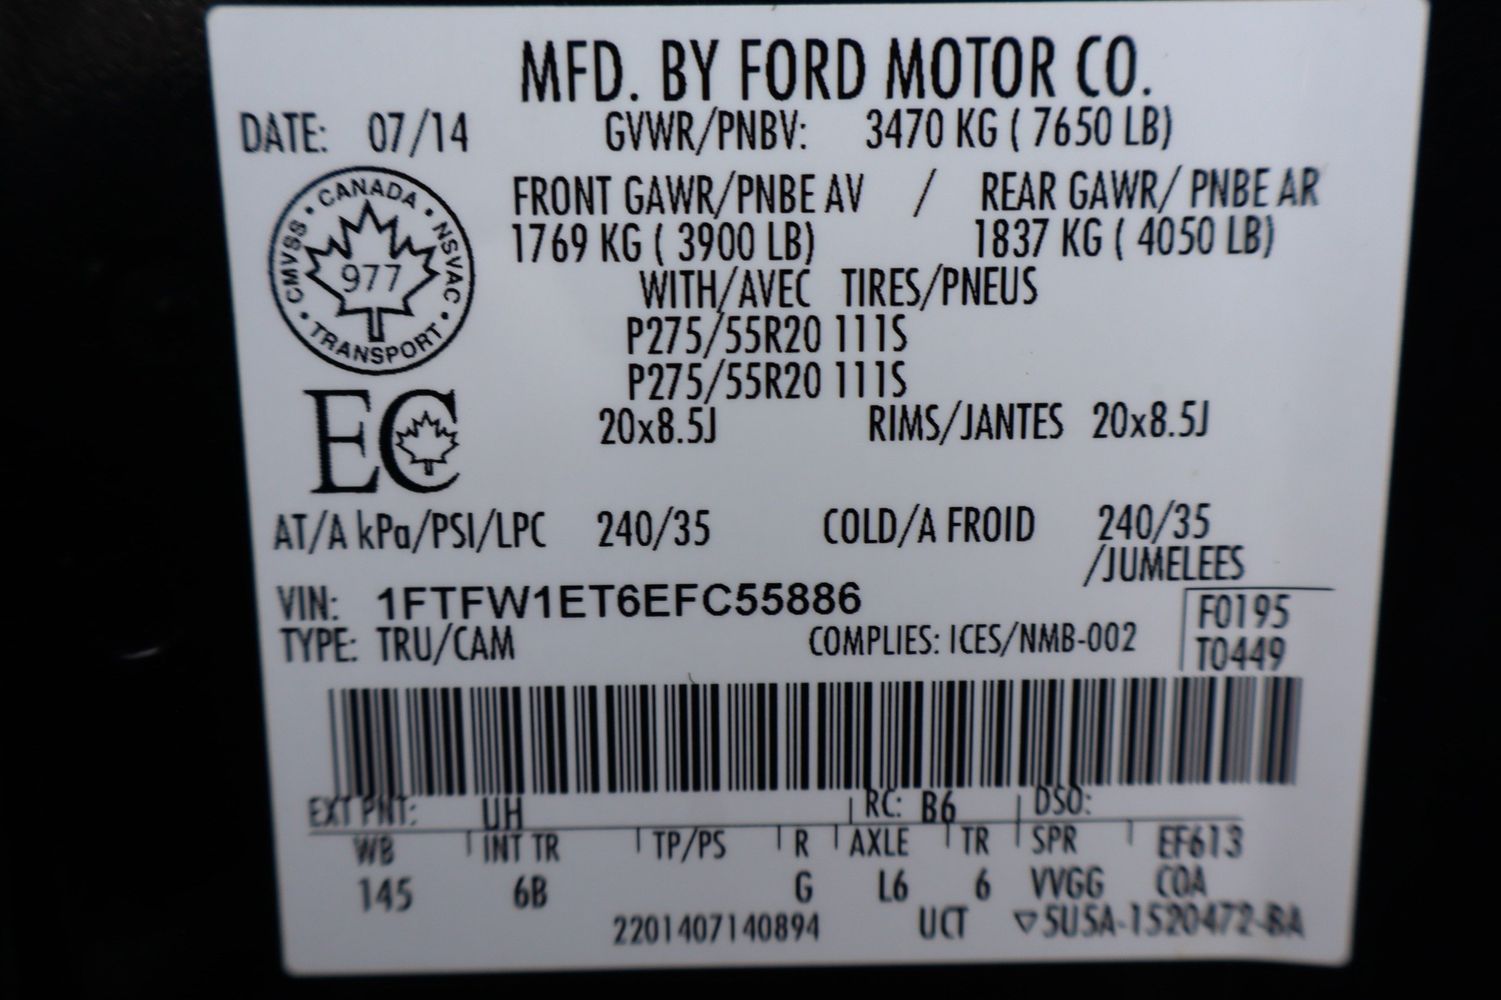 MFD. BY FORD MOTOR CO.
DATE: 07/14 GVWR/PNBV: 3470 KG ( 7650 LB)
FRONT GAWR/PNBE AV / REAR GAWR/ PNBE AR
1769 KG ( 3900 LB) 1837 KG ( 4050 LB)
CANADA • NSVAC • TRANSPORT • CMVSS •
977
WITH/AVEC TIRES/PNEUS
P275/55R20 111S
P275/55R20 111S
EC
20x8.5J RIMS/JANTES 20x8.5J
AT/A kPa/PSI/LPC 240/35 COLD/A FROID 240/35
/JUMELEES
VIN: 1FTFW1ET6EFC55886 F0195
TYPE: TRU/CAM COMPLIES: ICES/NMB-002 T0449
EXT PNT: UH RC: B6 DSO:
WB INT TR TP/PS R AXLE TR SPR EF613
145 6B G L6 6 VVGG COA
2201407140894 UCT ▽5U5A-1520472-BA